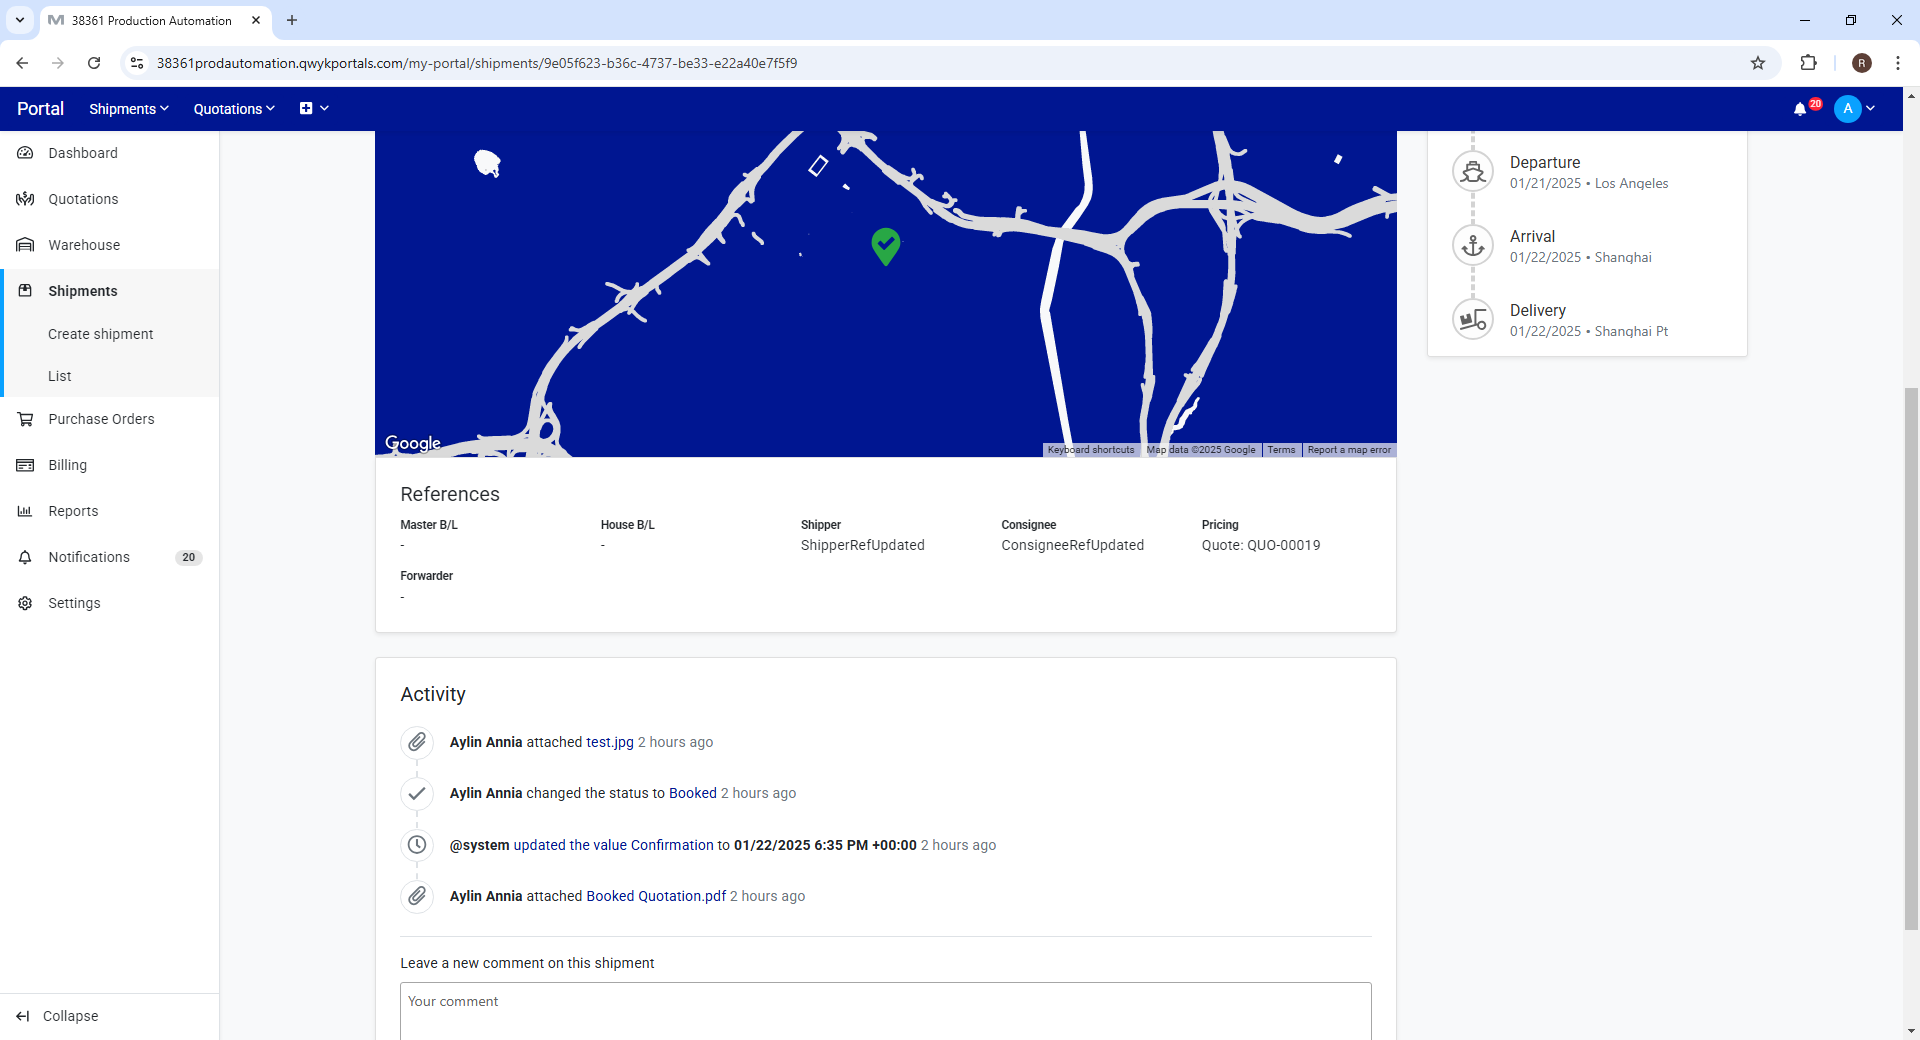 38361 Production Automation
38361prodautomation.qwykportals.com/my-portal/shipments/9e05f623-b36c-4737-be33-e22a40e7f5f9
R
Portal
Shipments
Quotations
20
A
Dashboard
Quotations
Warehouse
Shipments
Create shipment
List
Purchase Orders
Billing
Reports
Notifications
20
Settings
Collapse
Google
Keyboard shortcuts
Map data ©2025 Google
Terms
Report a map error
Departure
01/21/2025 • Los Angeles
Arrival
01/22/2025 • Shanghai
Delivery
01/22/2025 • Shanghai Pt
References
Master B/L
-
House B/L
-
Shipper
ShipperRefUpdated
Consignee
ConsigneeRefUpdated
Pricing
Quote: QUO-00019
Forwarder
-
Activity
Aylin Annia attached test.jpg 2 hours ago
Aylin Annia changed the status to Booked 2 hours ago
@system updated the value Confirmation to 01/22/2025 6:35 PM +00:00 2 hours ago
Aylin Annia attached Booked Quotation.pdf 2 hours ago
Leave a new comment on this shipment
Your comment